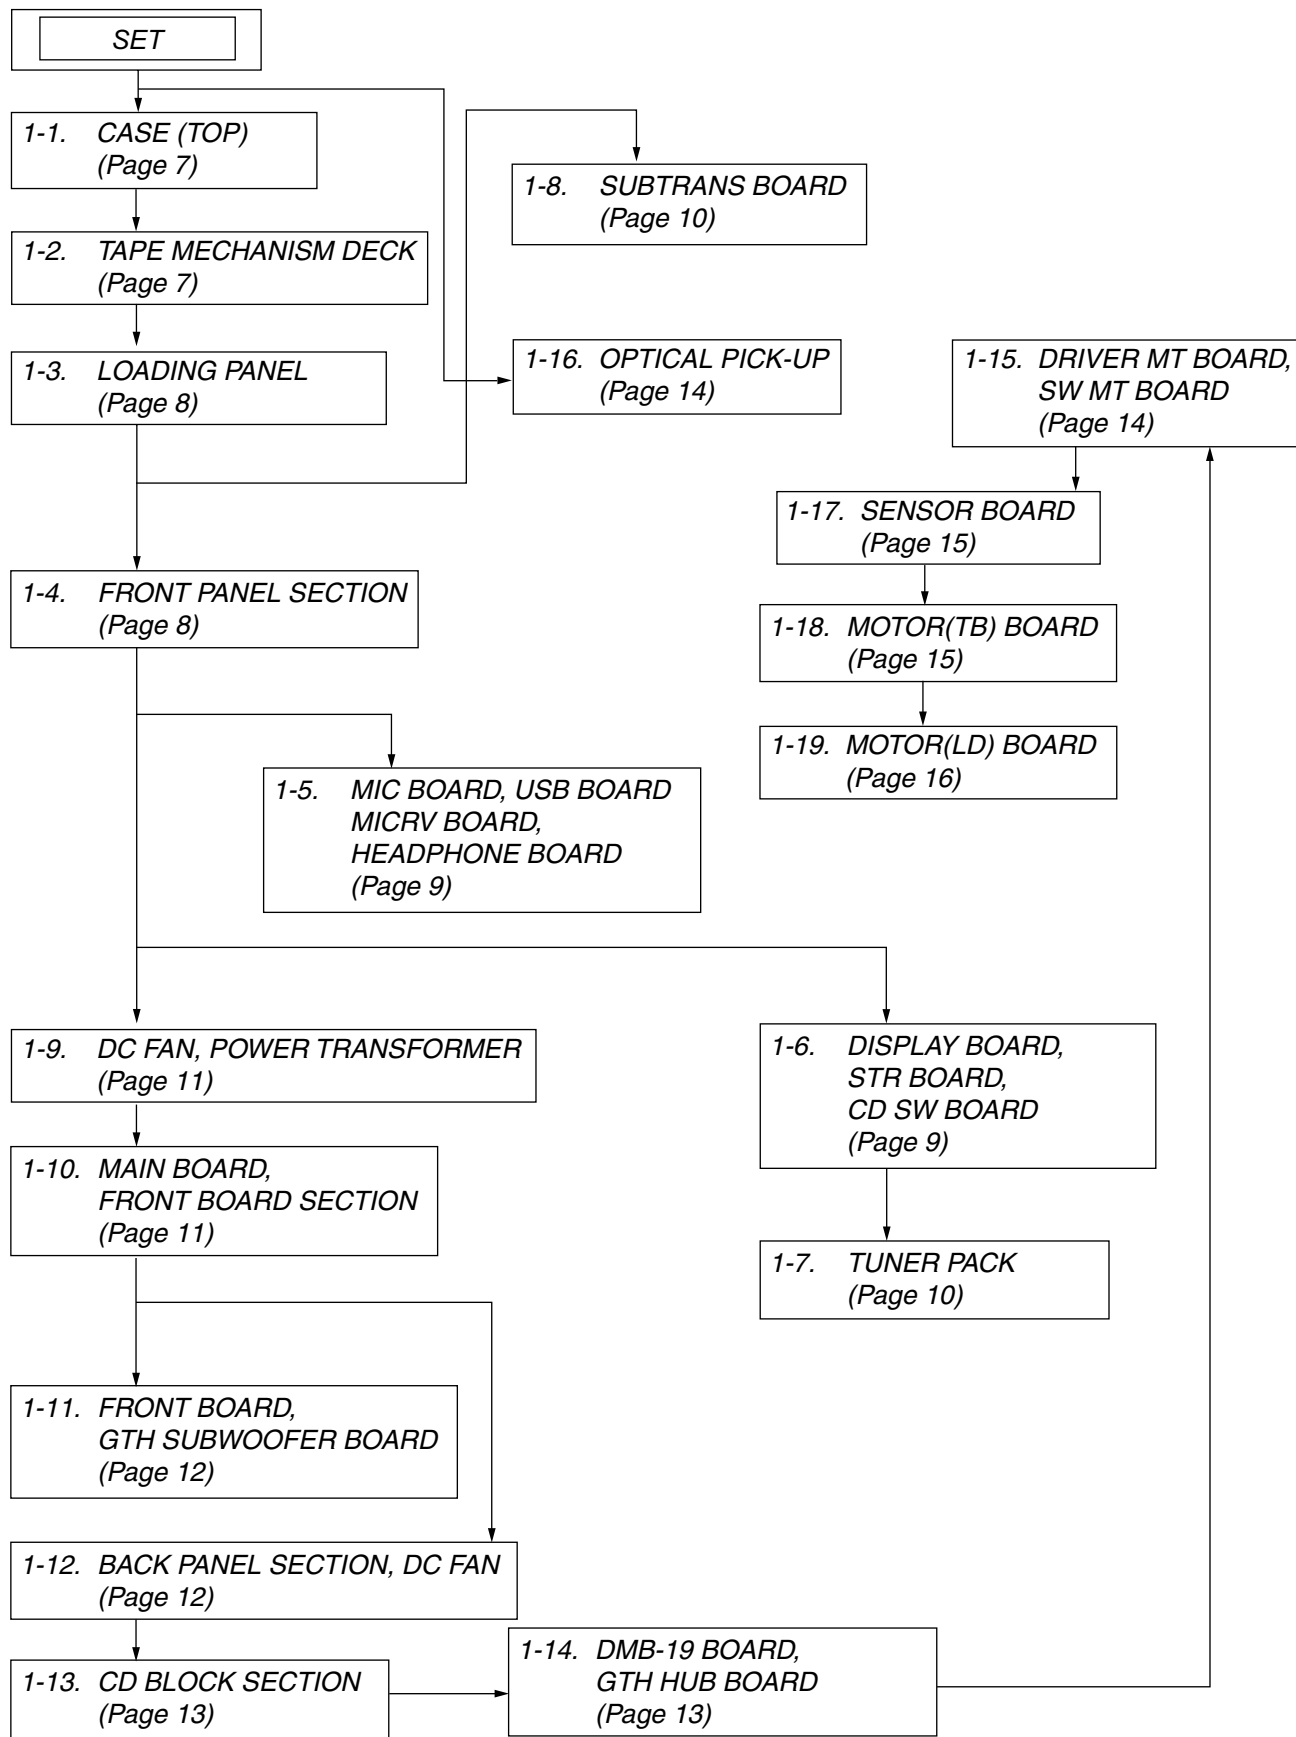 SET
1-1. CASE (TOP)
(Page 7)
1-2. TAPE MECHANISM DECK
(Page 7)
1-3. LOADING PANEL
(Page 8)
1-8. SUBTRANS BOARD
(Page 10)
1-16. OPTICAL PICK-UP
(Page 14)
1-15. DRIVER MT BOARD,
SW MT BOARD
(Page 14)
1-17. SENSOR BOARD
(Page 15)
1-18. MOTOR(TB) BOARD
(Page 15)
1-19. MOTOR(LD) BOARD
(Page 16)
1-4. FRONT PANEL SECTION
(Page 8)
1-5. MIC BOARD, USB BOARD
MICRV BOARD,
HEADPHONE BOARD
(Page 9)
1-9. DC FAN, POWER TRANSFORMER
(Page 11)
1-6. DISPLAY BOARD,
STR BOARD,
CD SW BOARD
(Page 9)
1-10. MAIN BOARD,
FRONT BOARD SECTION
(Page 11)
1-7. TUNER PACK
(Page 10)
1-11. FRONT BOARD,
GTH SUBWOOFER BOARD
(Page 12)
1-12. BACK PANEL SECTION, DC FAN
(Page 12)
1-13. CD BLOCK SECTION
(Page 13)
1-14. DMB-19 BOARD,
GTH HUB BOARD
(Page 13)